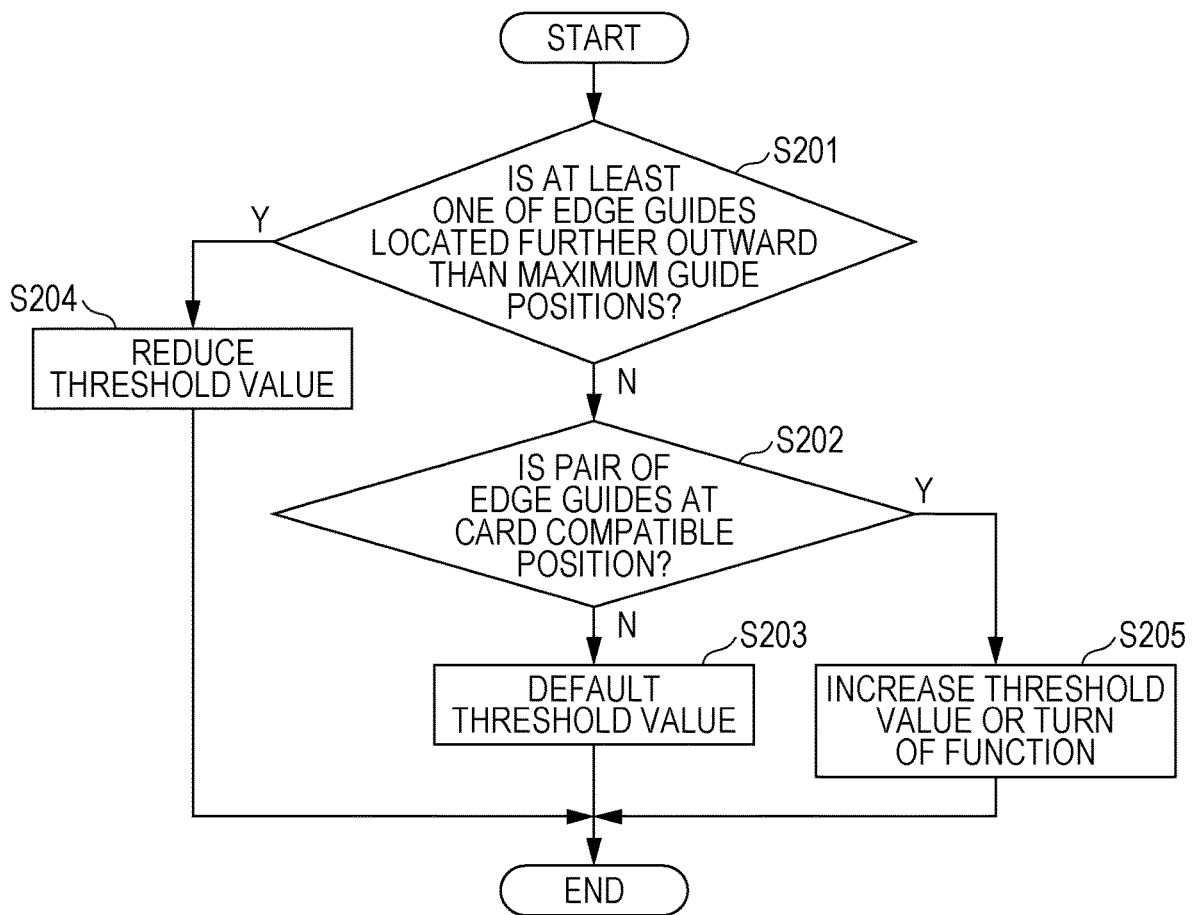 START
S201
IS AT LEAST
ONE OF EDGE GUIDES
LOCATED FURTHER OUTWARD
THAN MAXIMUM GUIDE
POSITIONS?
Y
S204
REDUCE
THRESHOLD VALUE
N
S202
IS PAIR OF
EDGE GUIDES AT
CARD COMPATIBLE
POSITION?
Y
N
S203
DEFAULT
THRESHOLD VALUE
S205
INCREASE THRESHOLD
VALUE OR TURN
OF FUNCTION
END